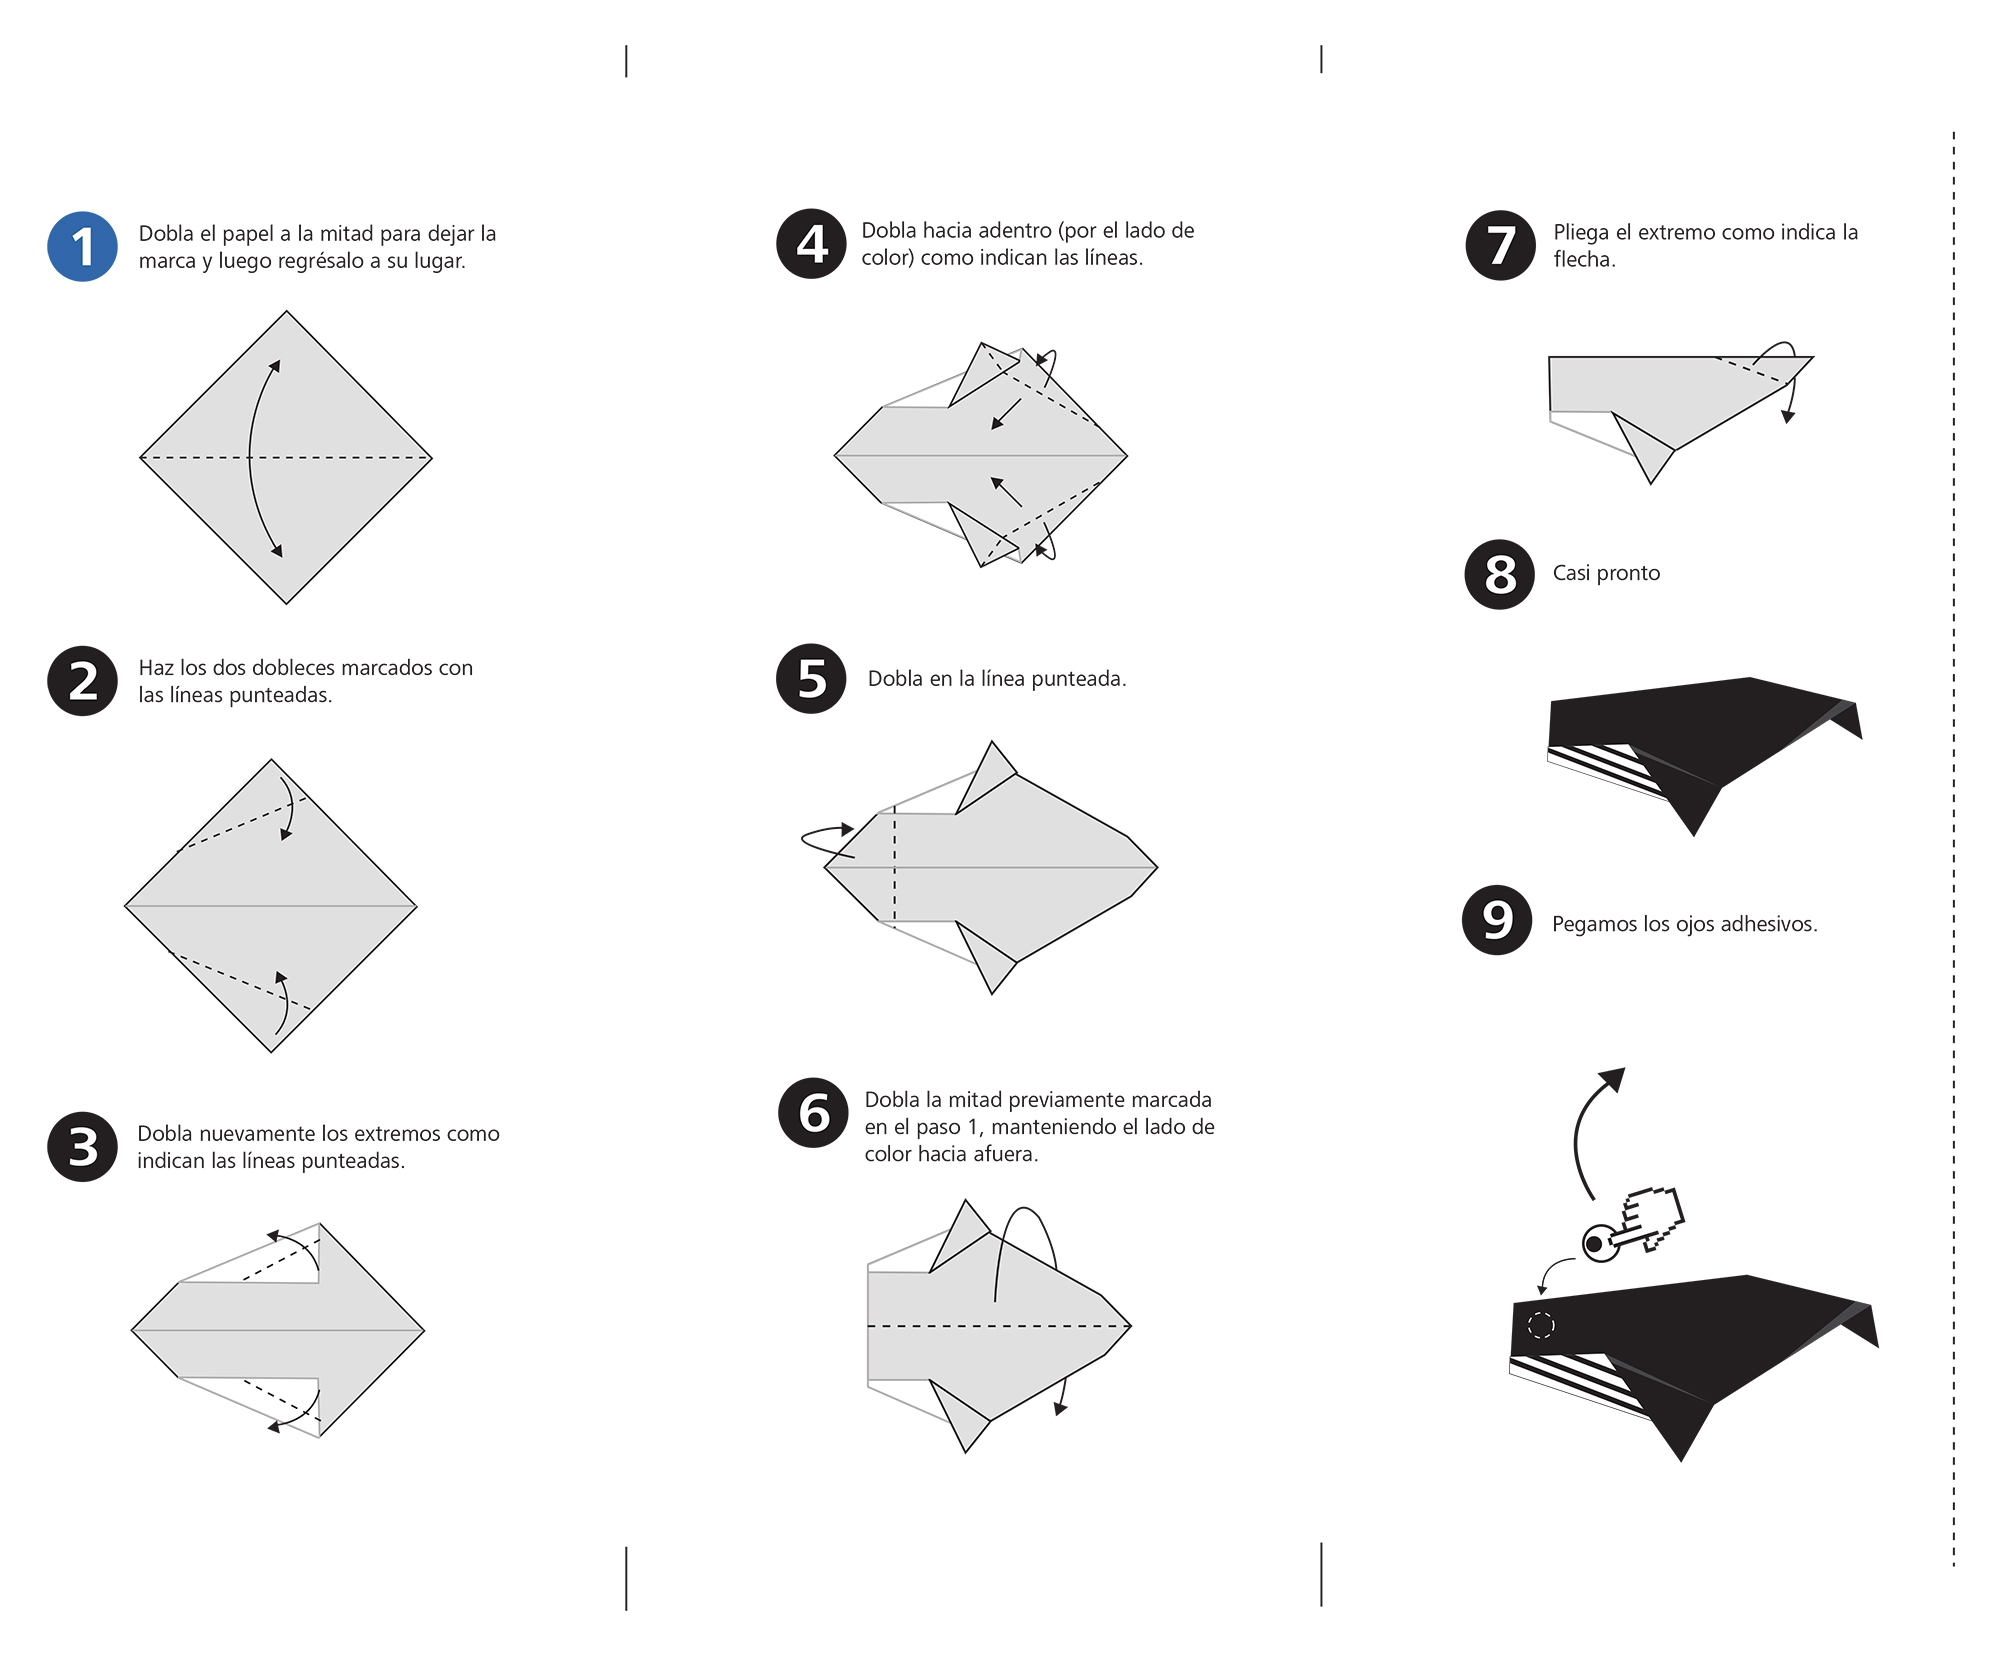 1
Dobla el papel a la mitad para dejar la
marca y luego regrésalo a su lugar.
2
Haz los dos dobleces marcados con
las líneas punteadas.
3
Dobla nuevamente los extremos como
indican las líneas punteadas.
4
Dobla hacia adentro (por el lado de
color) como indican las líneas.
5
Dobla en la línea punteada.
6
Dobla la mitad previamente marcada
en el paso 1, manteniendo el lado de
color hacia afuera.
7
Pliega el extremo como indica la
flecha.
8
Casi pronto
9
Pegamos los ojos adhesivos.